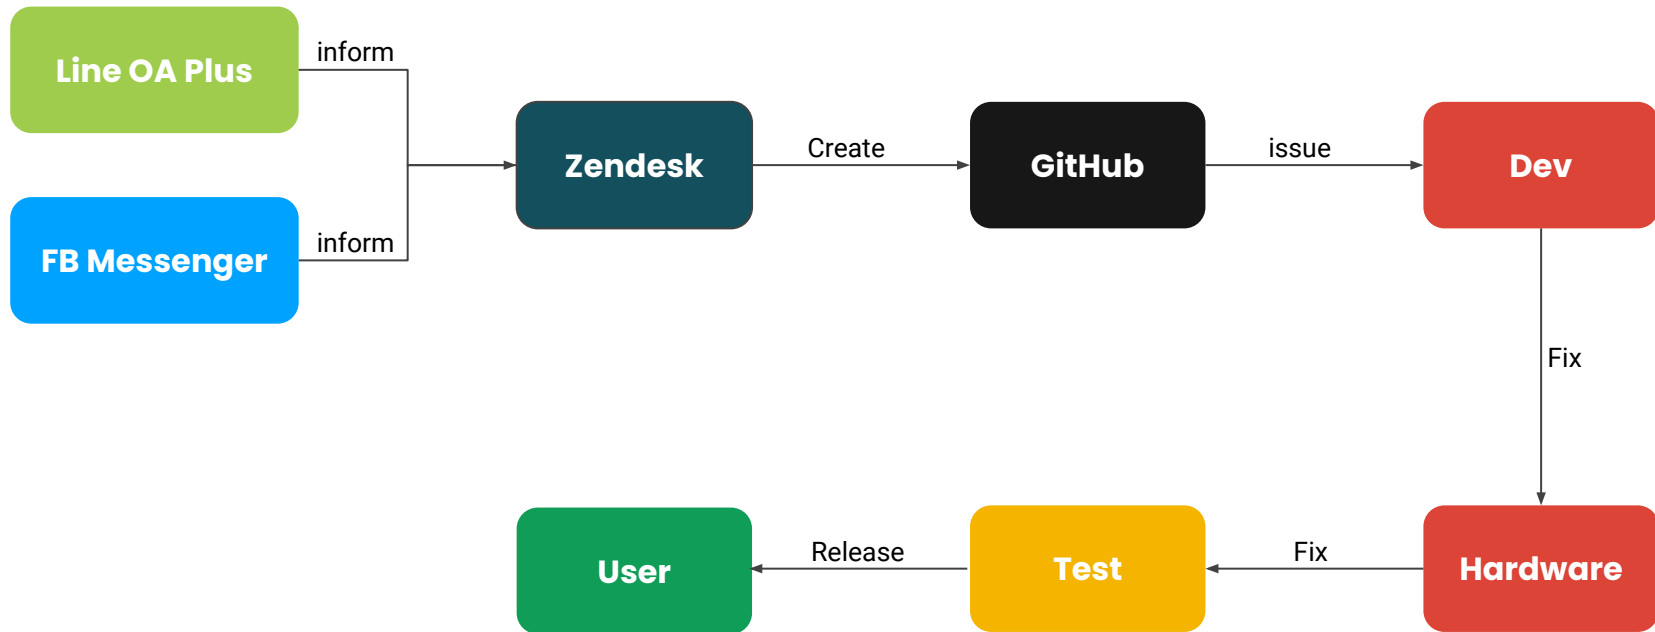 Line OA Plus
inform
Zendesk
Create
GitHub
issue
Dev
FB Messenger
inform
Fix
Hardware
Fix
Test
Release
User